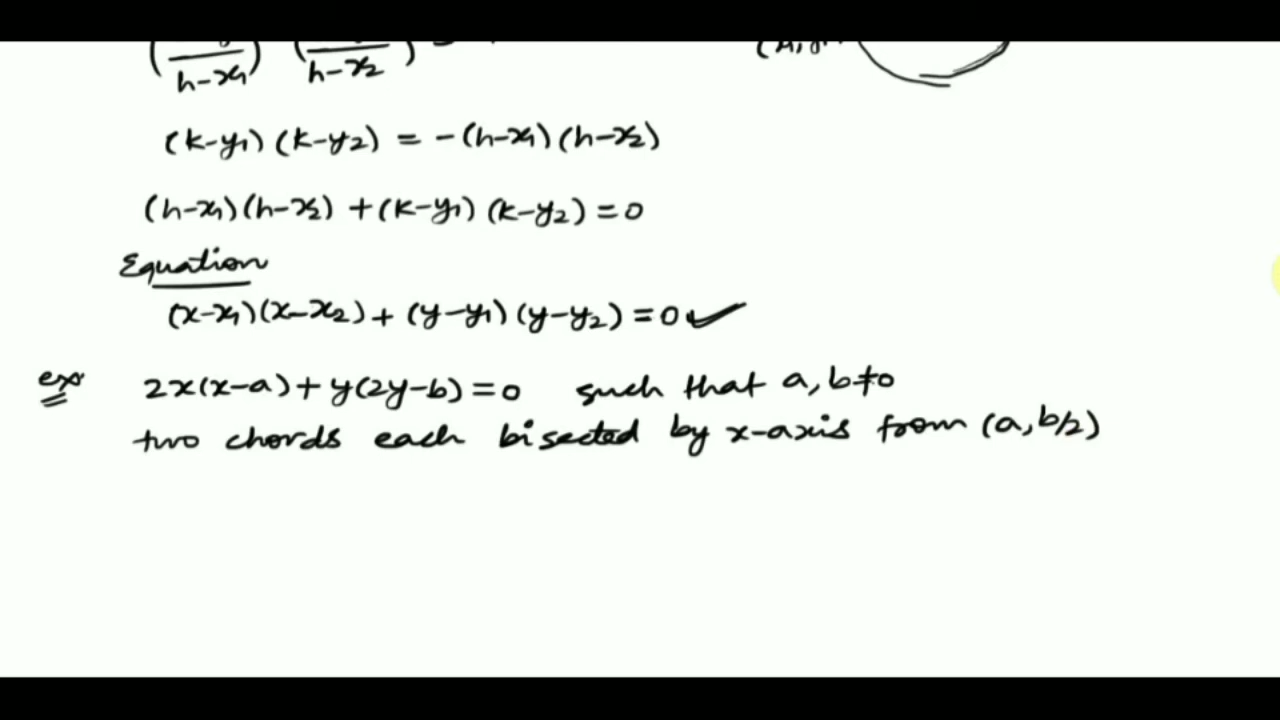 h-x₁ h-x₂
(k-y₁) (k-y₂) = -(h-x₁)(h-x₂)
(h-x₁)(h-x₂) + (k-y₁) (k-y₂) = 0
Equation
(x-x₁)(x-x₂) + (y-y₁) (y-y₂) = 0 ✓
ex 2x(x-a) + y(2y-b) = 0 such that a, b≠0
two chords each bisected by x-axis from (a, b/2)